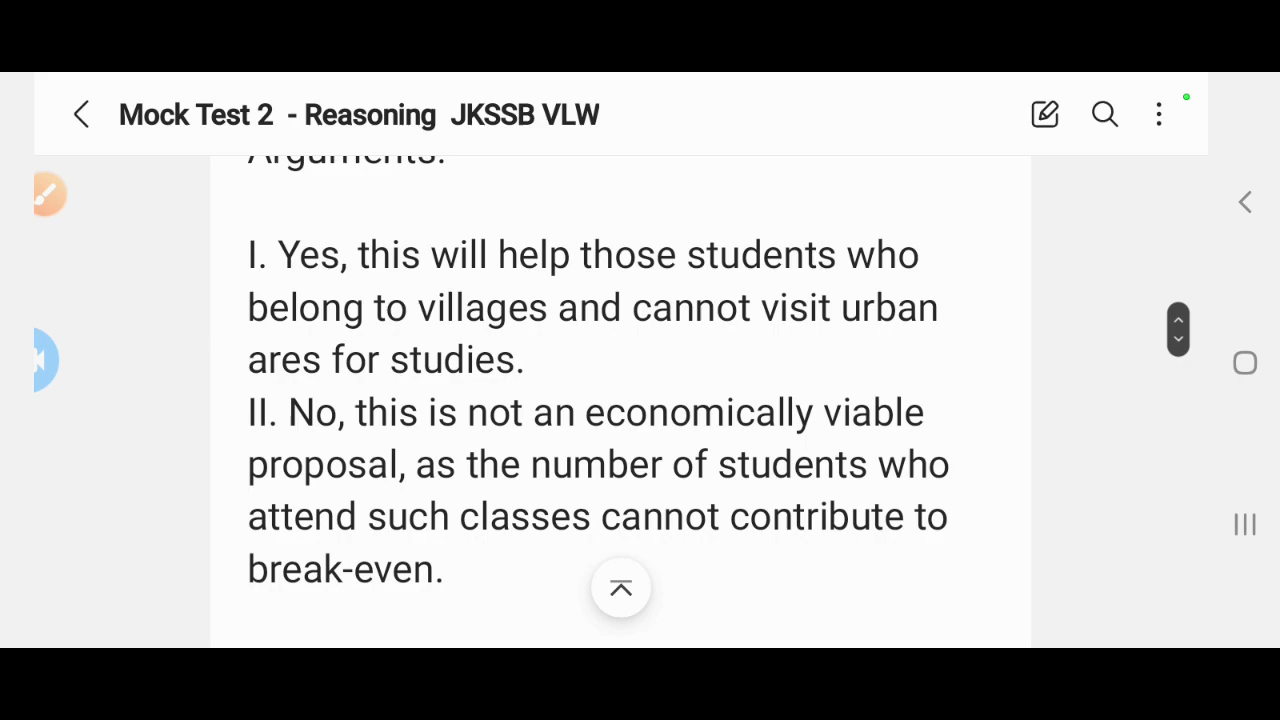 Mock Test 2 - Reasoning JKSSB VLW
Arguments:
I. Yes, this will help those students who
belong to villages and cannot visit urban
ares for studies.
II. No, this is not an economically viable
proposal, as the number of students who
attend such classes cannot contribute to
break-even.